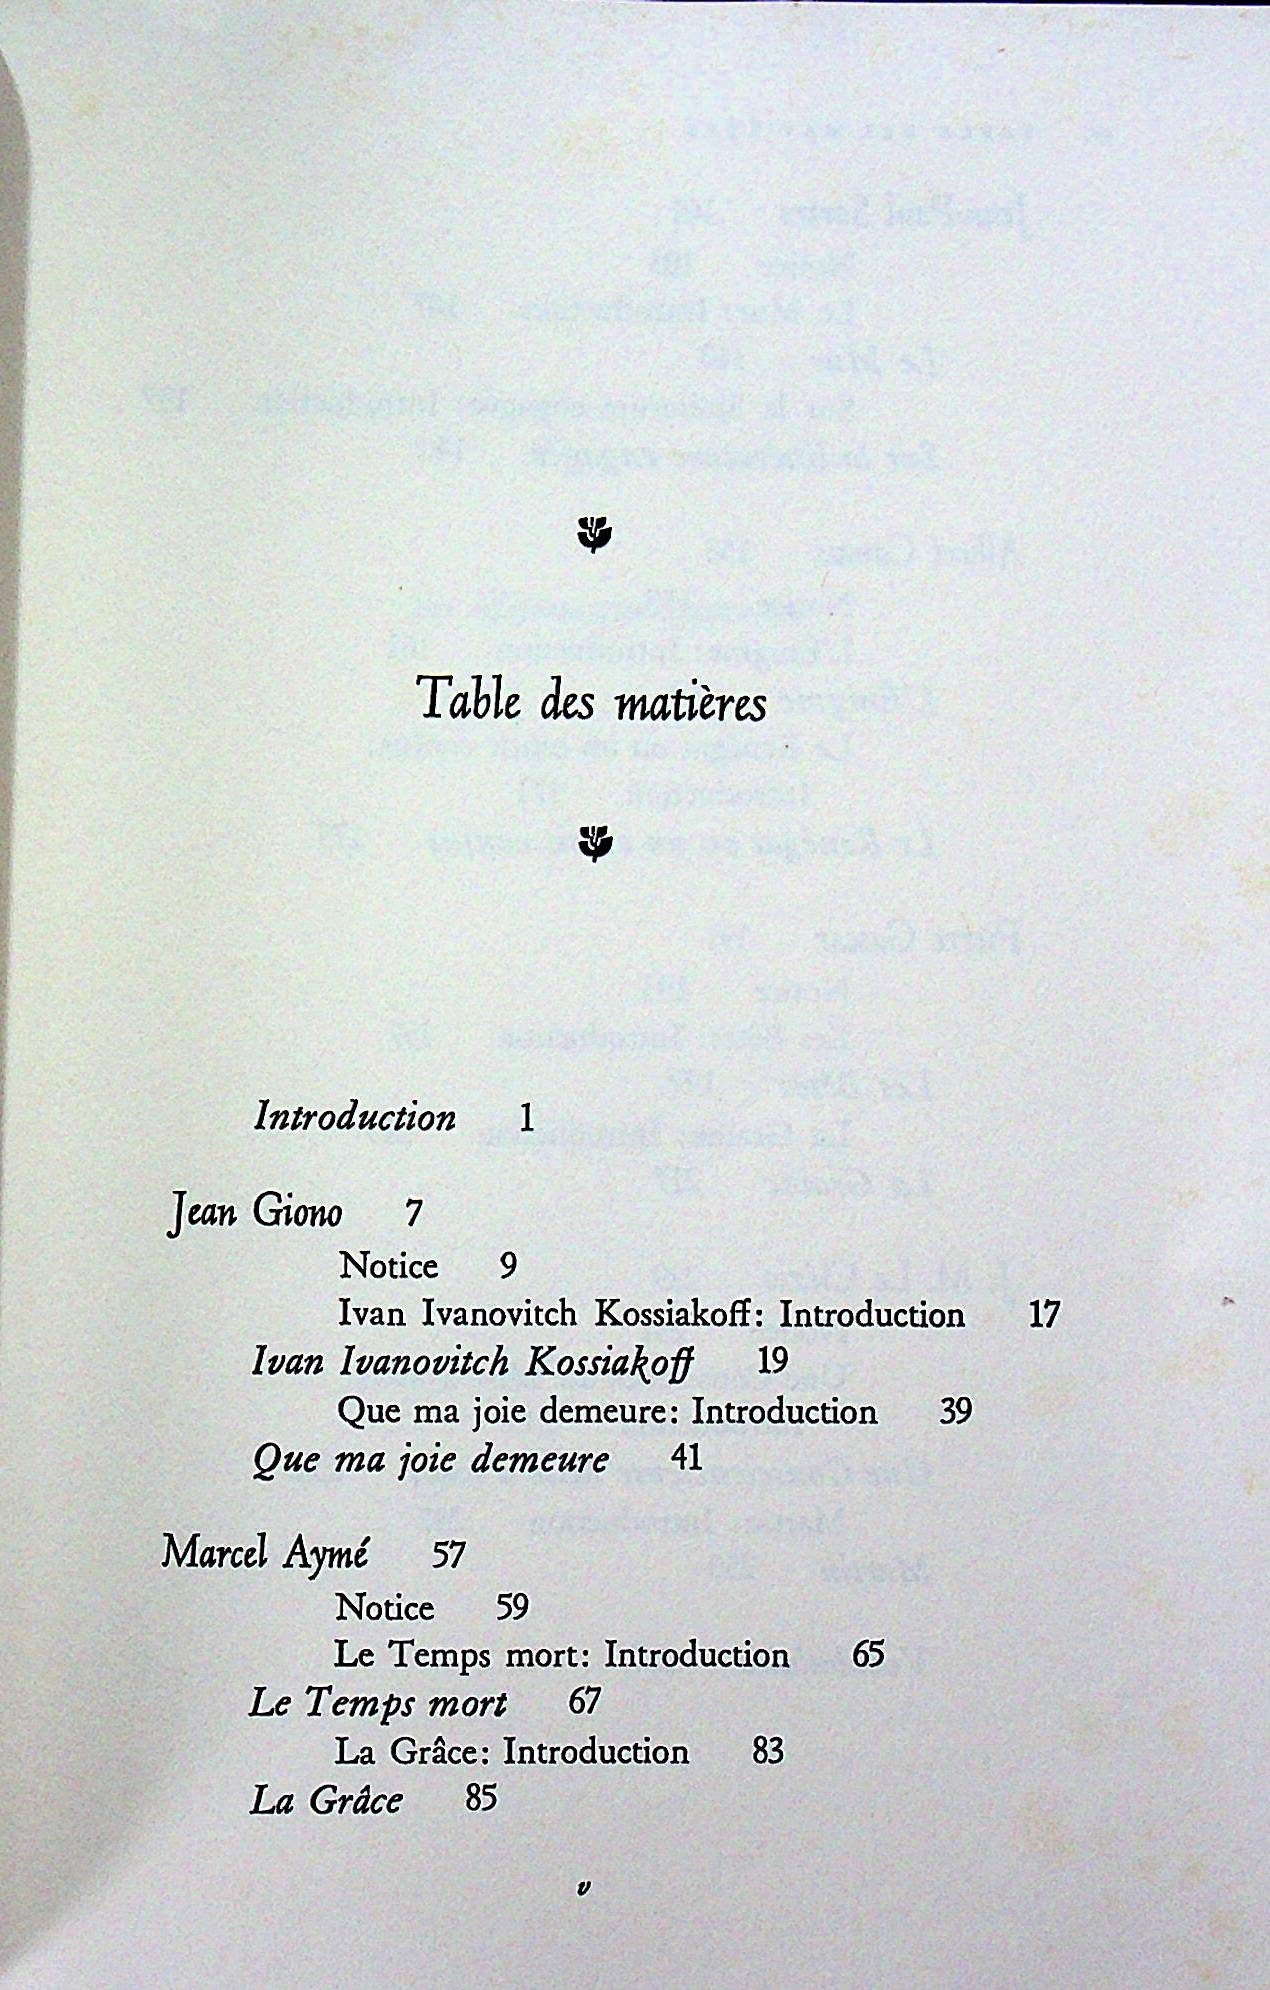 Table des matières
Introduction 1
Jean Giono 7
Notice 9
Ivan Ivanovitch Kossiakoff: Introduction 17
Ivan Ivanovitch Kossiakoff 19
Que ma joie demeure: Introduction 39
Que ma joie demeure 41
Marcel Aymé 57
Notice 59
Le Temps mort: Introduction 65
Le Temps mort 67
La Grâce: Introduction 83
La Grâce 85
v